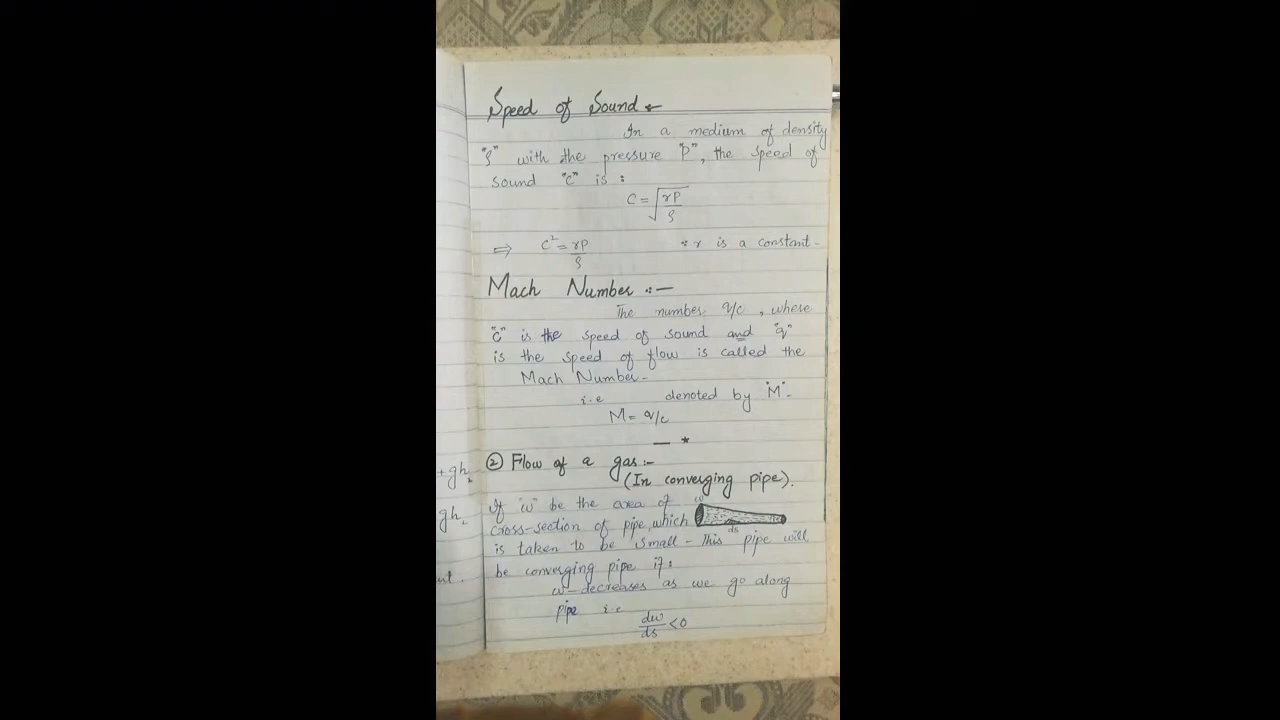 Speed of Sound :-
In a medium of density
"ρ" with the pressure "P", the speed of
sound "c" is :
C = √(γP/ρ)
⇒ C² = γP/ρ * γ is a constant-
Mach Number :-
The number q/c , where
"c" is the speed of sound and "q"
is the speed of flow is called the
Mach Number-
i.e denoted by "M"-
M = q/c
— *
② Flow of a gas:-
(In converging pipe).
If "ω" be the area of
cross-section of pipe, which
is taken to be small - This pipe will
be converging pipe if:
ω - decreases as we go along
pipe i.e
dω/ds < 0
ω
ds
+ gh
gh